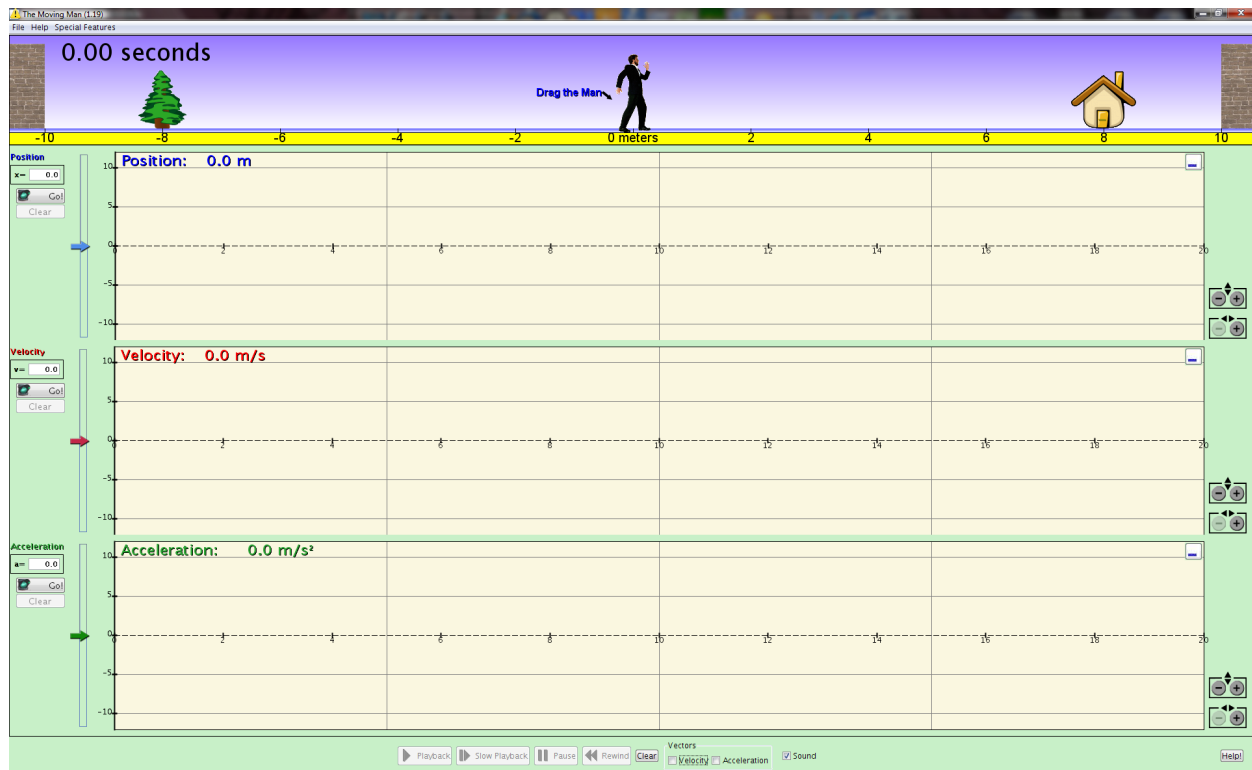 The Moving Man (1.19)
File Help Special Features
0.00 seconds
Drag the Man
-10 -8 -6 -4 -2 0 meters 2 4 6 8 10
Position
x= 0.0
Go!
Clear
Position: 0.0 m
10
5
0
-5
-10
0 2 4 6 8 10 12 14 16 18 20
Velocity
v= 0.0
Go!
Clear
Velocity: 0.0 m/s
10
5
0
-5
-10
0 2 4 6 8 10 12 14 16 18 20
Acceleration
a= 0.0
Go!
Clear
Acceleration: 0.0 m/s²
10
5
0
-5
-10
0 2 4 6 8 10 12 14 16 18 20
Playback Slow Playback Pause Rewind Clear
Vectors
Velocity Acceleration
Sound
Help!